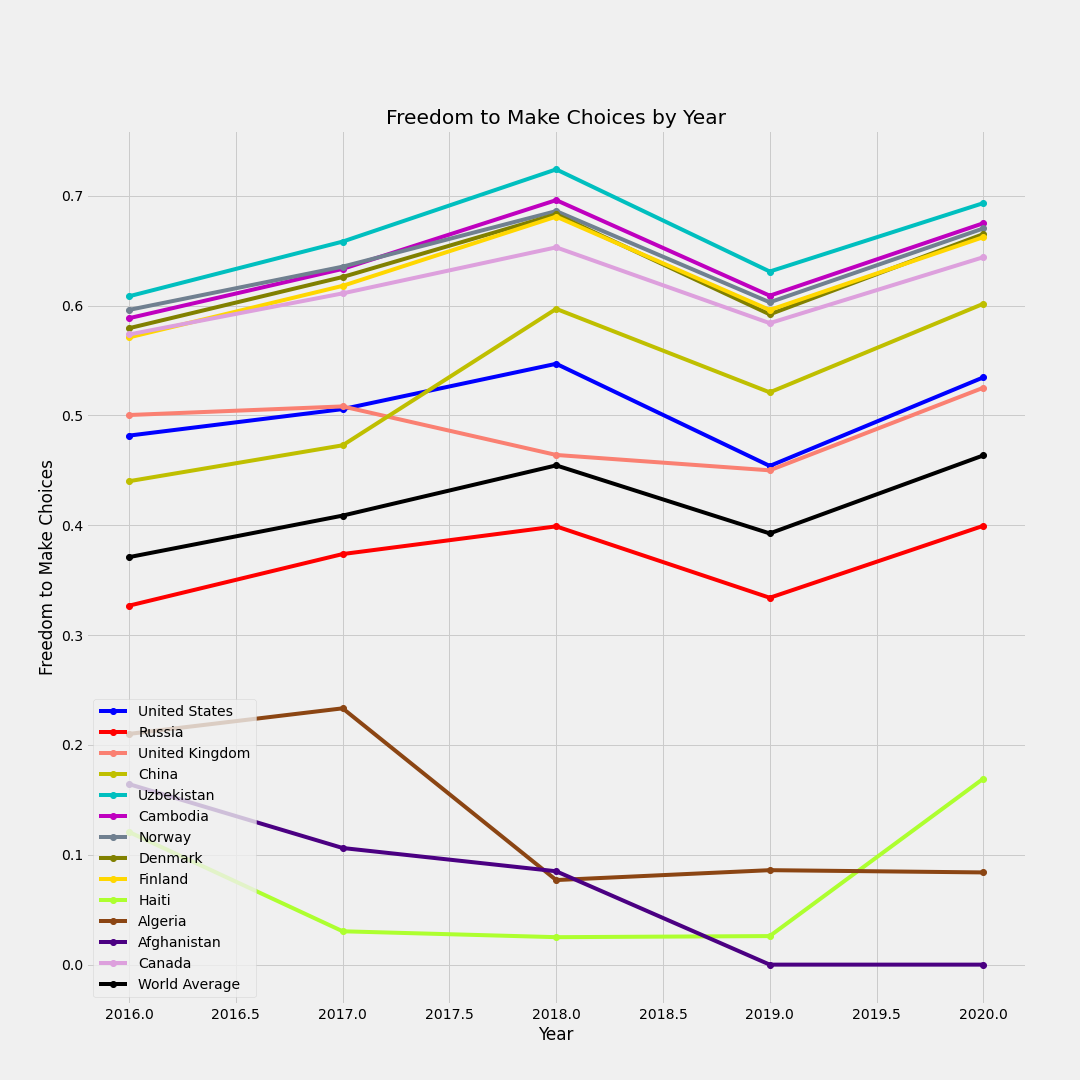 Freedom to Make Choices by Year
0.7
0.6
0.5
0.4
0.3
0.2
0.1
0.0
Freedom to Make Choices
United States
Russia
United Kingdom
China
Uzbekistan
Cambodia
Norway
Denmark
Finland
Haiti
Algeria
Afghanistan
Canada
World Average
2016.0 2016.5 2017.0 2017.5 2018.0 2018.5 2019.0 2019.5 2020.0
Year